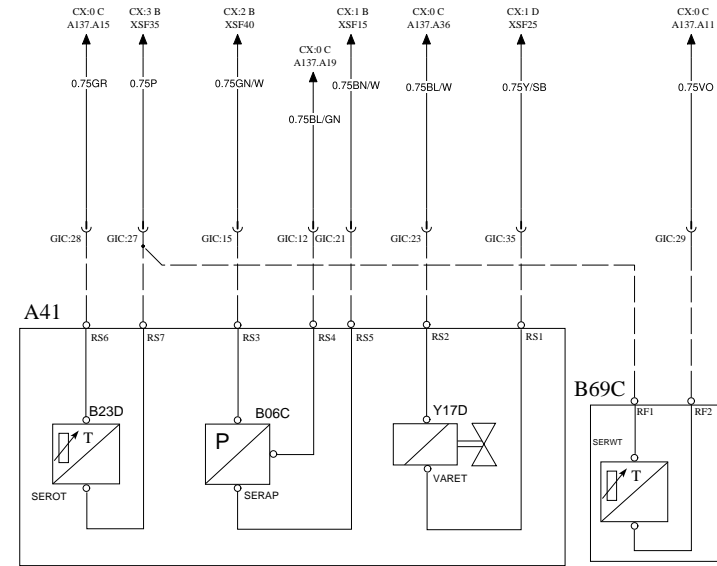 CX:0 C
A137.A15
CX:3 B
XSF35
CX:2 B
XSF40
CX:1 B
XSF15
CX:0 C
A137.A36
CX:1 D
XSF25
CX:0 C
A137.A11
CX:0 C
A137.A19
0.75GR
0.75P
0.75GN/W
0.75BN/W
0.75BL/W
0.75Y/SB
0.75VO
0.75BL/GN
GIC:28
GIC:27
GIC:15
GIC:12
GIC:21
GIC:23
GIC:35
GIC:29
A41
RS6
RS7
RS3
RS4
RS5
RS2
RS1
B69C
RF1
RF2
B23D
B06C
Y17D
T
P
SERWT
T
VARET
SEROT
SERAP